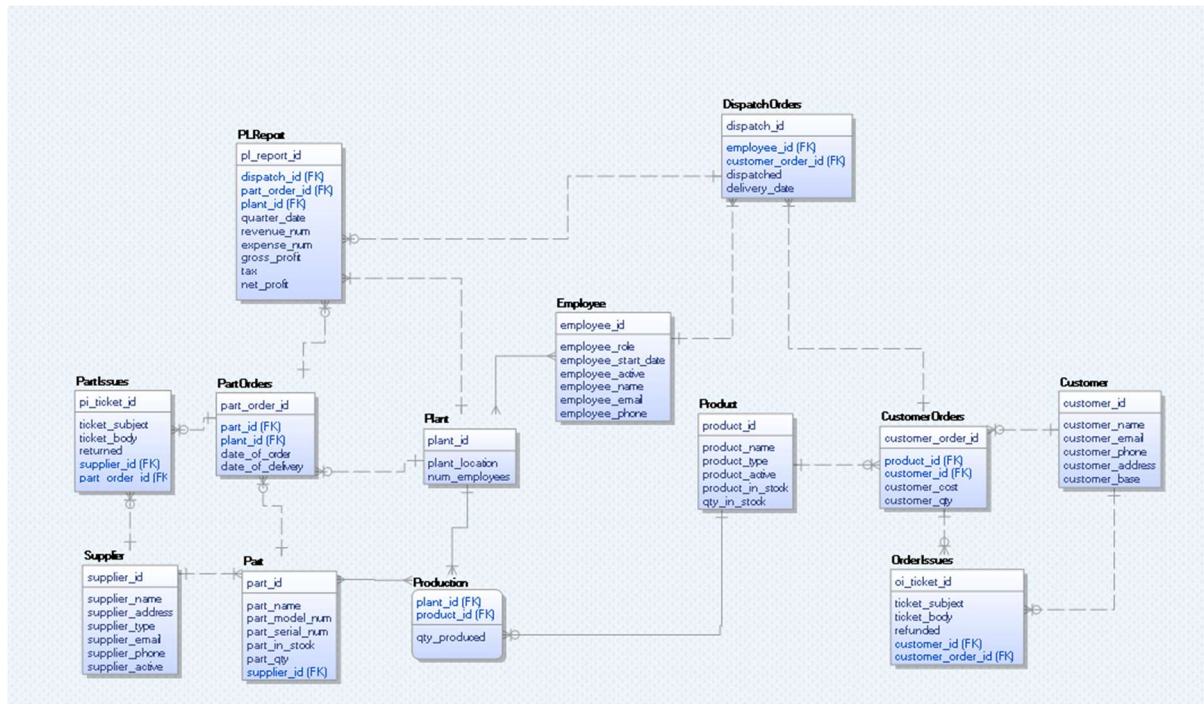 DispatchOrders
dispatch_id
employee_id (FK)
customer_order_id (FK)
dispatched
delivery_date
PLReport
pl_report_id
dispatch_id (FK)
part_order_id (FK)
plant_id (FK)
quarter_date
revenue_num
expense_num
gross_profit
tax
net_profit
Employee
employee_id
employee_role
employee_start_date
employee_active
employee_name
employee_email
employee_phone
PartIssues
pi_ticket_id
ticket_subject
ticket_body
returned
supplier_id (FK)
part_order_id (FK
PartOrders
part_order_id
part_id (FK)
plant_id (FK)
date_of_order
date_of_delivery
Plant
plant_id
plant_location
num_employees
Product
product_id
product_name
product_type
product_active
product_in_stock
qty_in_stock
CustomerOrders
customer_order_id
product_id (FK)
customer_id (FK)
customer_cost
customer_qty
Customer
customer_id
customer_name
customer_email
customer_phone
customer_address
customer_base
Supplier
supplier_id
supplier_name
supplier_address
supplier_type
supplier_email
supplier_phone
supplier_active
Part
part_id
part_name
part_model_num
part_serial_num
part_in_stock
part_qty
supplier_id (FK)
Production
plant_id (FK)
product_id (FK)
qty_produced
OrderIssues
oi_ticket_id
ticket_subject
ticket_body
refunded
customer_id (FK)
customer_order_id (FK)